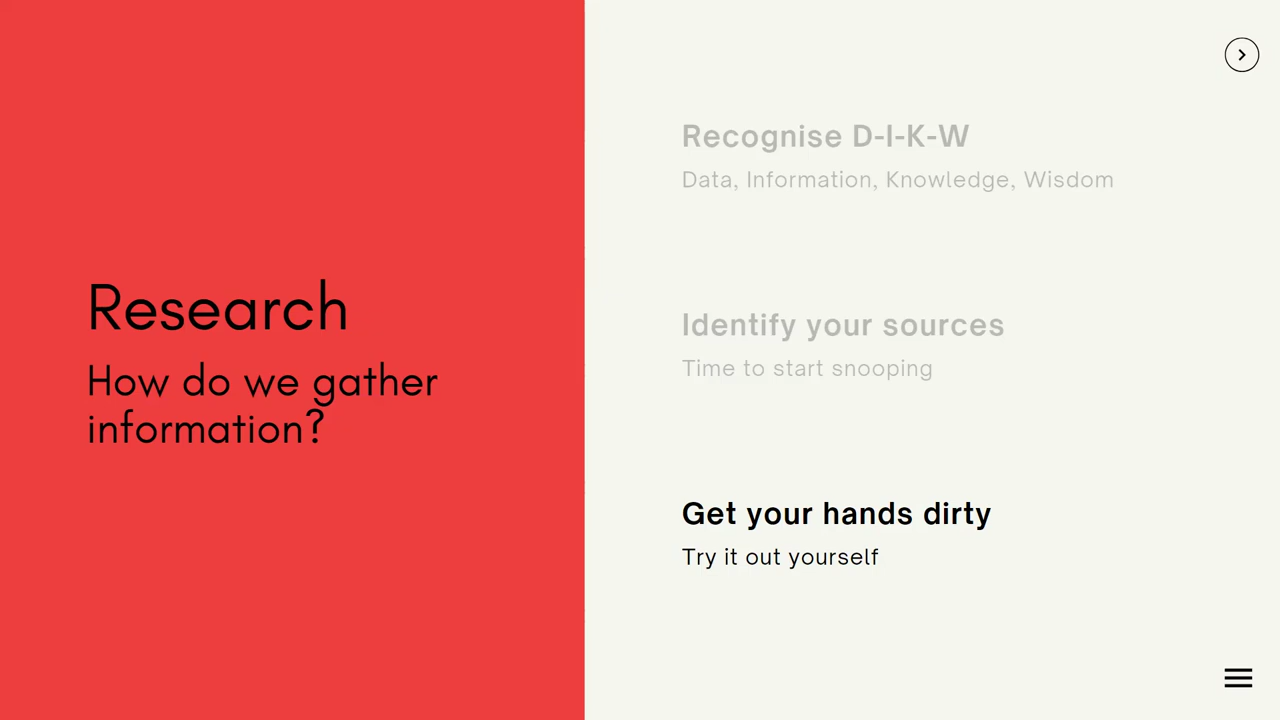 Research
How do we gather
information?
Recognise D-I-K-W
Data, Information, Knowledge, Wisdom
Identify your sources
Time to start snooping
Get your hands dirty
Try it out yourself